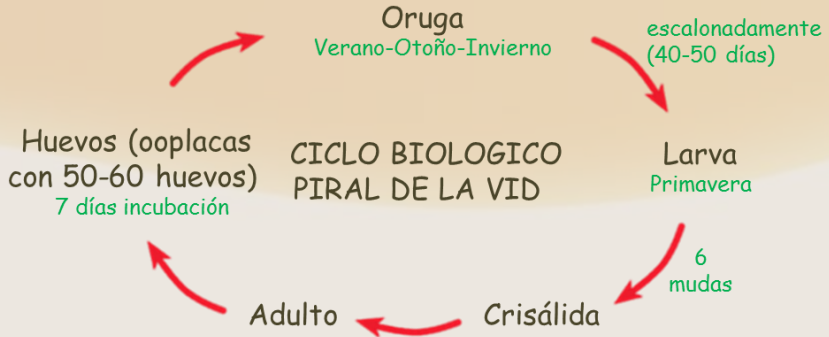 Oruga
Verano-Otoño-Invierno
escalonadamente
(40-50 días)
Huevos (ooplacas
con 50-60 huevos)
7 días incubación
CICLO BIOLOGICO
PIRAL DE LA VID
Larva
Primavera
6
mudas
Adulto
Crisálida